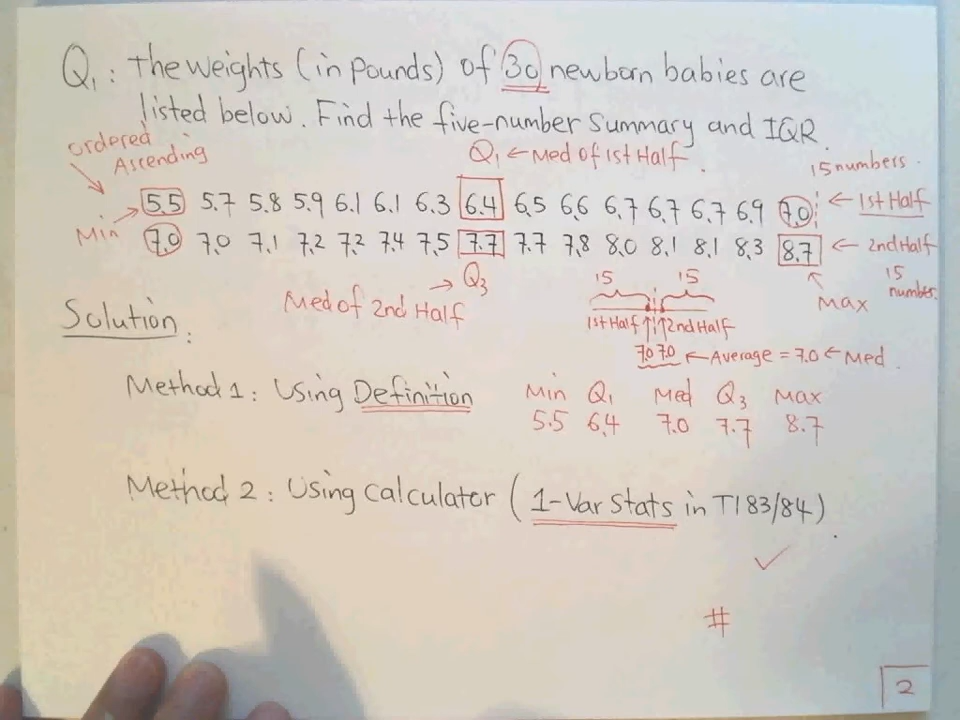 Q1: the weights (in pounds) of 30 newborn babies are
listed below. Find the five-number Summary and IQR.
ordered
Ascending
Q1 ← Med of 1st Half.
15 numbers.
5.5 5.7 5.8 5.9 6.1 6.1 6.3 6.4 6.5 6.6 6.7 6.7 6.7 6.9 7.0 ← 1st Half
Min
7.0 7.0 7.1 7.2 7.2 7.4 7.5 7.7 7.7 7.8 8.0 8.1 8.1 8.3 8.7 ← 2nd Half
15
number.
Med of 2nd Half → Q3
Max
15 15
1st Half 2nd Half
7.0 7.0 ← Average = 7.0 ← Med.
Solution:
Method 1: Using Definition
Min Q1 Med Q3 Max
5.5 6.4 7.0 7.7 8.7
Method 2: Using Calculator (1-Var Stats in TI 83/84).
✓
#
2